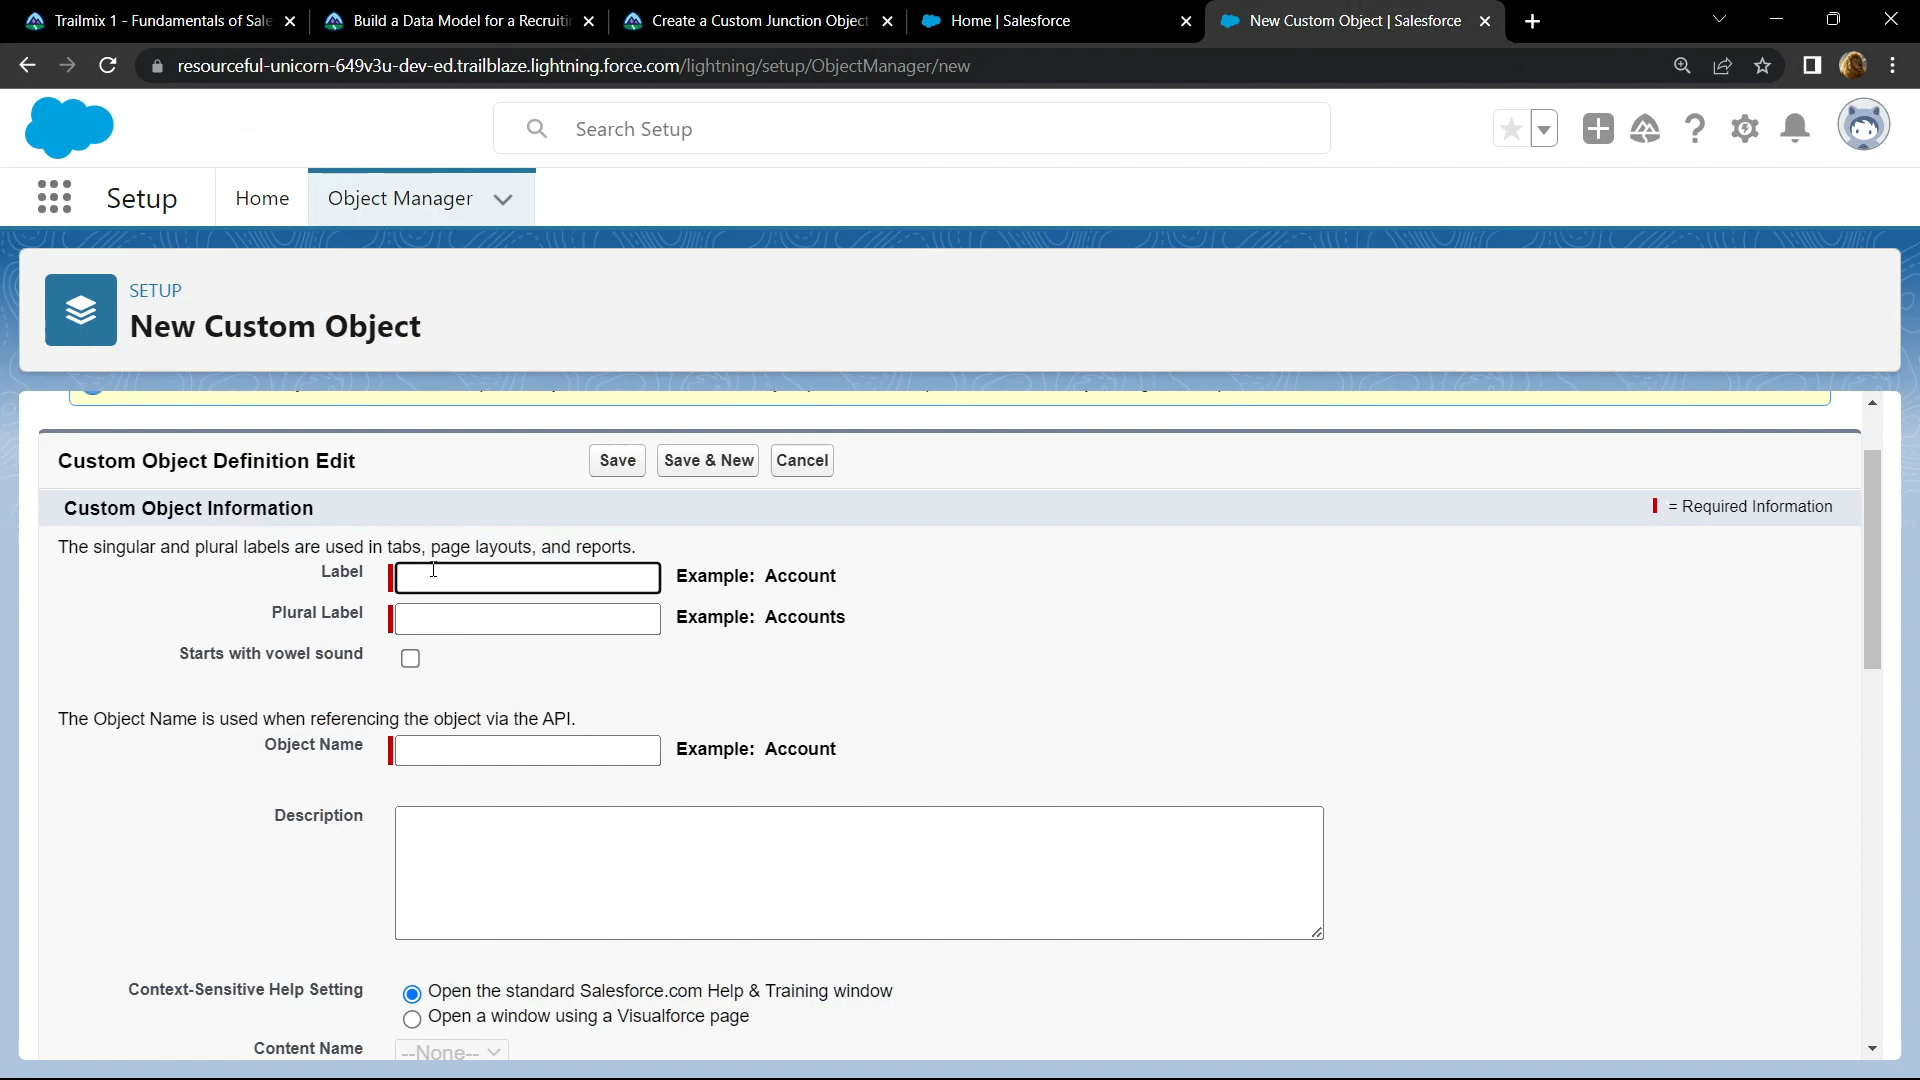 Trailmix 1 - Fundamentals of Sale
Build a Data Model for a Recruitin
Create a Custom Junction Object
Home | Salesforce
New Custom Object | Salesforce
resourceful-unicorn-649v3u-dev-ed.trailblaze.lightning.force.com/lightning/setup/ObjectManager/new
Search Setup
Setup
Home
Object Manager
SETUP
New Custom Object
Custom Object Definition Edit
Save
Save & New
Cancel
Custom Object Information
= Required Information
The singular and plural labels are used in tabs, page layouts, and reports.
Label
Example: Account
Plural Label
Example: Accounts
Starts with vowel sound
The Object Name is used when referencing the object via the API.
Object Name
Example: Account
Description
Context-Sensitive Help Setting
Open the standard Salesforce.com Help & Training window
Open a window using a Visualforce page
Content Name
--None--